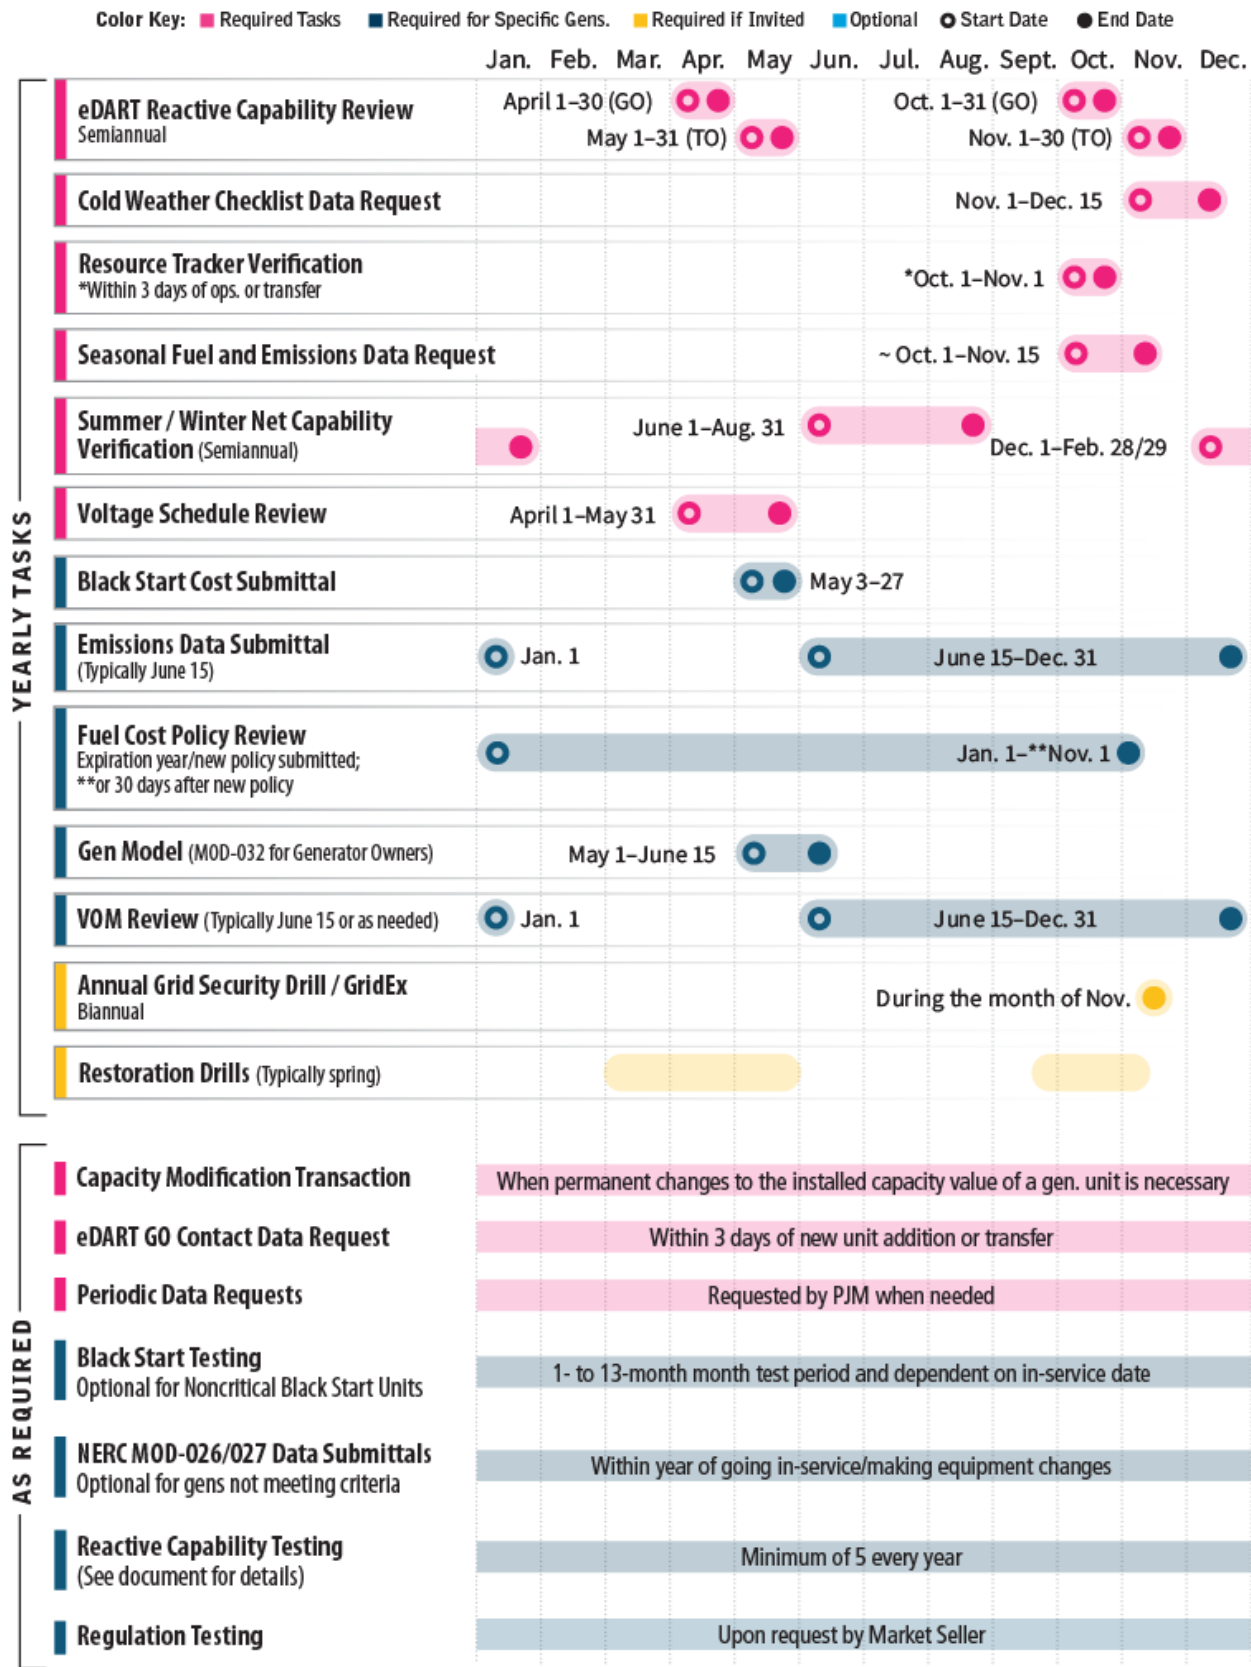 Color Key: Required Tasks Required for Specific Gens. Required if Invited Optional Start Date End Date
Jan. Feb. Mar. Apr. May Jun. Jul. Aug. Sept. Oct. Nov. Dec.
YEARLY TASKS
eDART Reactive Capability Review
Semiannual
April 1–30 (GO)
Oct. 1–31 (GO)
May 1–31 (TO)
Nov. 1–30 (TO)
Cold Weather Checklist Data Request
Nov. 1–Dec. 15
Resource Tracker Verification
*Within 3 days of ops. or transfer
*Oct. 1–Nov. 1
Seasonal Fuel and Emissions Data Request
~ Oct. 1–Nov. 15
Summer / Winter Net Capability
Verification (Semiannual)
June 1–Aug. 31
Dec. 1–Feb. 28/29
Voltage Schedule Review
April 1–May 31
Black Start Cost Submittal
May 3–27
Emissions Data Submittal
(Typically June 15)
Jan. 1
June 15–Dec. 31
Fuel Cost Policy Review
Expiration year/new policy submitted;
**or 30 days after new policy
Jan. 1–**Nov. 1
Gen Model (MOD-032 for Generator Owners)
May 1–June 15
VOM Review (Typically June 15 or as needed)
Jan. 1
June 15–Dec. 31
Annual Grid Security Drill / GridEx
Biannual
During the month of Nov.
Restoration Drills (Typically spring)
AS REQUIRED
Capacity Modification Transaction
When permanent changes to the installed capacity value of a gen. unit is necessary
eDART GO Contact Data Request
Within 3 days of new unit addition or transfer
Periodic Data Requests
Requested by PJM when needed
Black Start Testing
Optional for Noncritical Black Start Units
1- to 13-month month test period and dependent on in-service date
NERC MOD-026/027 Data Submittals
Optional for gens not meeting criteria
Within year of going in-service/making equipment changes
Reactive Capability Testing
(See document for details)
Minimum of 5 every year
Regulation Testing
Upon request by Market Seller